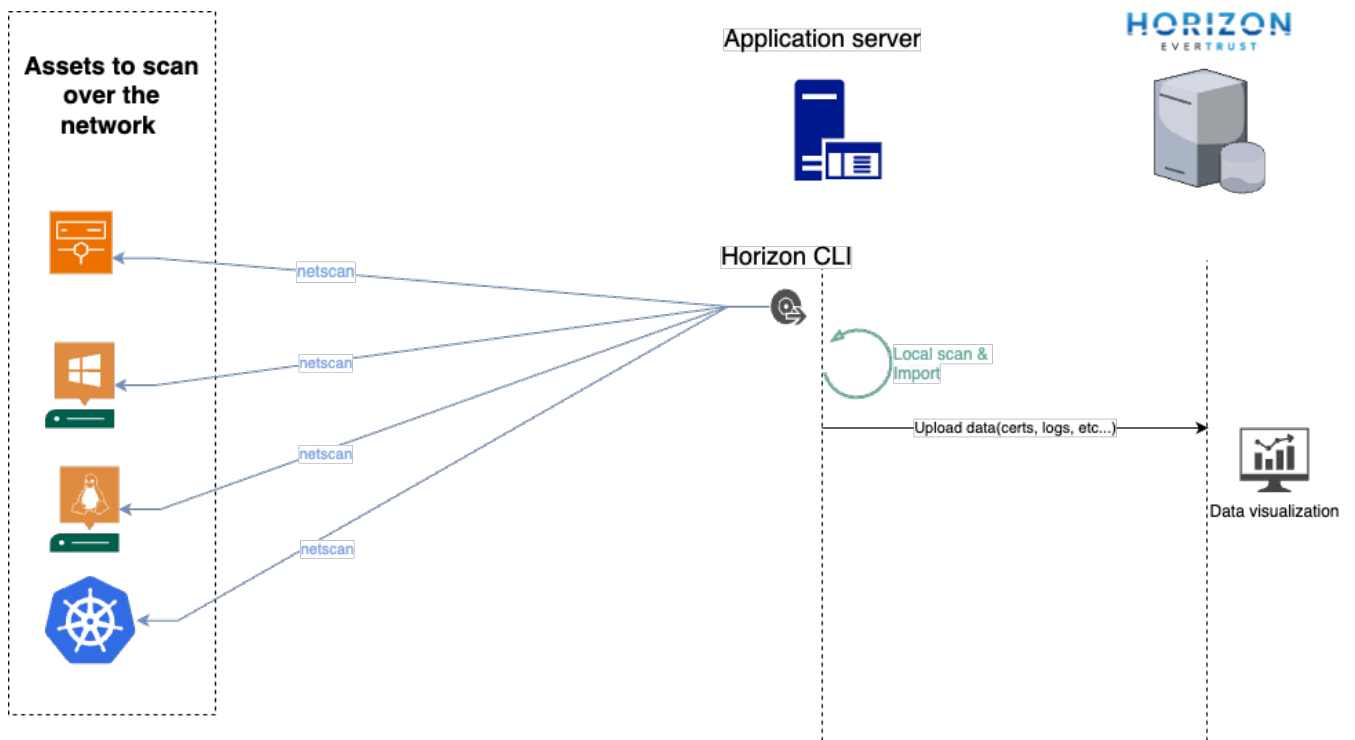 HORIZON
EVERTRUST
Application server
Assets to scan
over the
network
Horizon CLI
netscan
netscan
netscan
netscan
Local scan &
Import
Upload data(certs, logs, etc...)
Data visualization